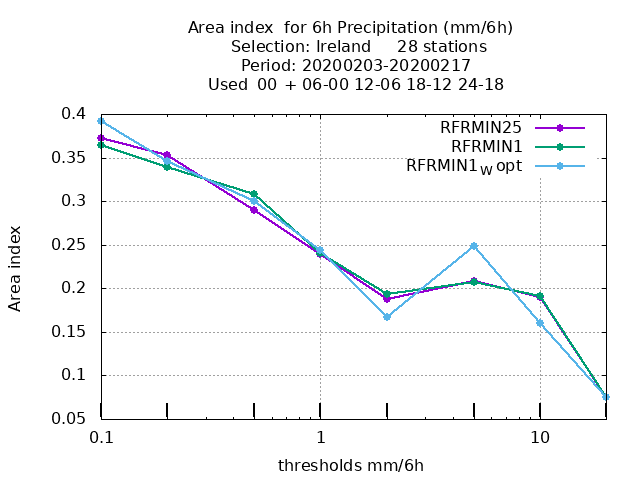 Area index  for 6h Precipitation (mm/6h)
Selection: Ireland     28 stations
Period: 20200203-20200217
Used  00 + 06-00 12-06 18-12 24-18
RFRMIN25
RFRMIN1
RFRMIN1W opt
0.4
0.35
0.3
0.25
0.2
0.15
0.1
0.05
Area index
0.1 1 10
thresholds mm/6h